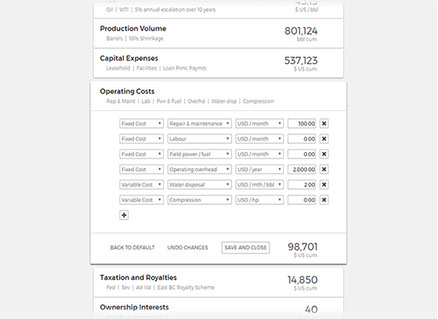 Oil | WTI | 5% annual escalation over 10 years
$ US / bbl
Production Volume
801,124
Barrels | 10% Shrinkage
bbl cum
Capital Expenses
537,123
Leasehold | Facilities | Loan Princ Paymts
$ US cum
Operating Costs
Rep & Maint | Lab | Pwr & Fuel | Overhd | Water disp | Compression
Fixed Cost Repair & maintenance USD / month 100.00
Fixed Cost Labour USD / month 0.00
Fixed Cost Field power / fuel USD / month 0.00
Fixed Cost Operating overhead USD / year 2,000.00
Variable Cost Water disposal USD / mth / bbl 2.00
Variable Cost Compression USD / hp 0.00
BACK TO DEFAULT UNDO CHANGES SAVE AND CLOSE
98,701
$ US cum
Taxation and Royalties
14,850
Fed | Sev | Ad Val | East BC Royalty Scheme
$ US cum
Ownership Interests
40